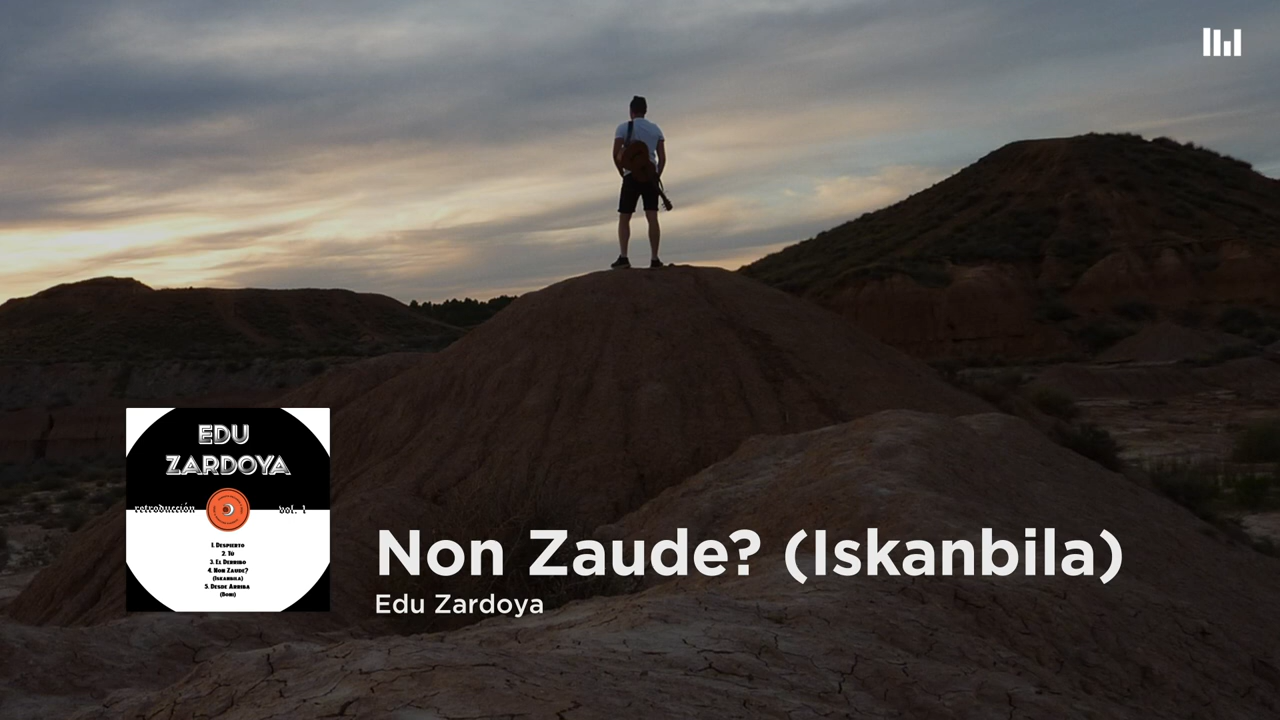 EDU
ZARDOYA
retroducción vol. 1
1. Despierto
2. Tú
3. El Derribo
4. Non Zaude?
(Iskanbila)
5. Desde Arriba
(Bom)
Non Zaude? (Iskanbila)
Edu Zardoya